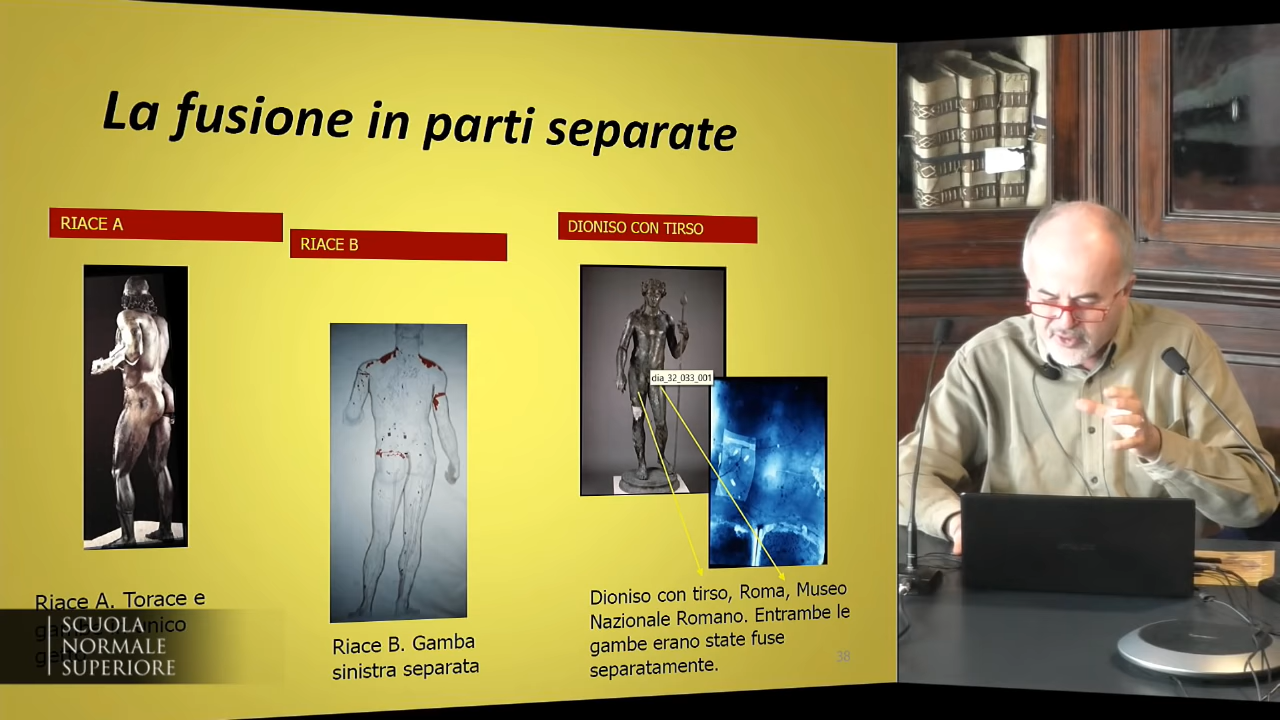 La fusione in parti separate
RIACE A
RIACE B
DIONISO CON TIRSO
dia_32_033_001
Riace A. Torace e
unico
SCUOLA
NORMALE
SUPERIORE
Riace B. Gamba
sinistra separata
Dioniso con tirso, Roma, Museo
Nazionale Romano. Entrambe le
gambe erano state fuse
separatamente.
38